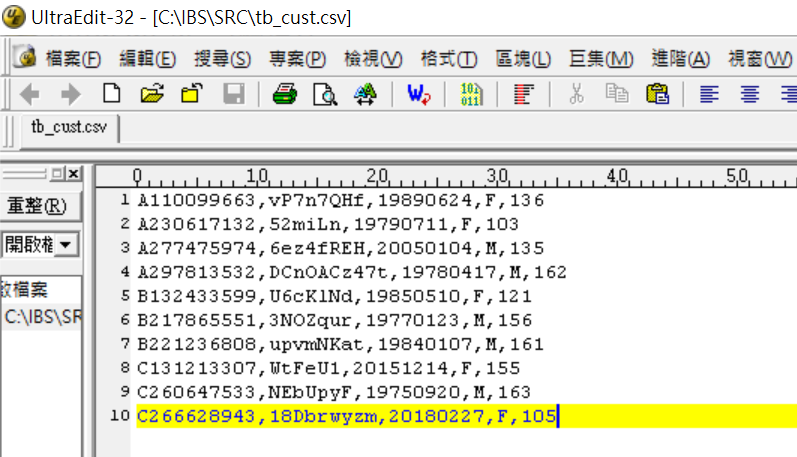 UltraEdit-32 - [C:\IBS\SRC\tb_cust.csv]
檔案(F) 編輯(E) 搜尋(S) 專案(P) 檢視(V) 格式(T) 區塊(L) 巨集(M) 進階(A) 視窗(W)
tb_cust.csv
0 10 20 30 40 50
重整(R)
開啟檔
啟檔案
C:\IBS\SR
1 A110099663,vP7n7QHf,19890624,F,136
2 A230617132,52miLn,19790711,F,103
3 A277475974,6ez4fREH,20050104,M,135
4 A297813532,DCnOACz47t,19780417,M,162
5 B132433599,U6cKlNd,19850510,F,121
6 B217865551,3NOZqur,19770123,M,156
7 B221236808,upvmNKat,19840107,M,161
8 C131213307,WtFeU1,20151214,F,155
9 C260647533,NEbUpyF,19750920,M,163
10 C266628943,18Dbrwyzm,20180227,F,105